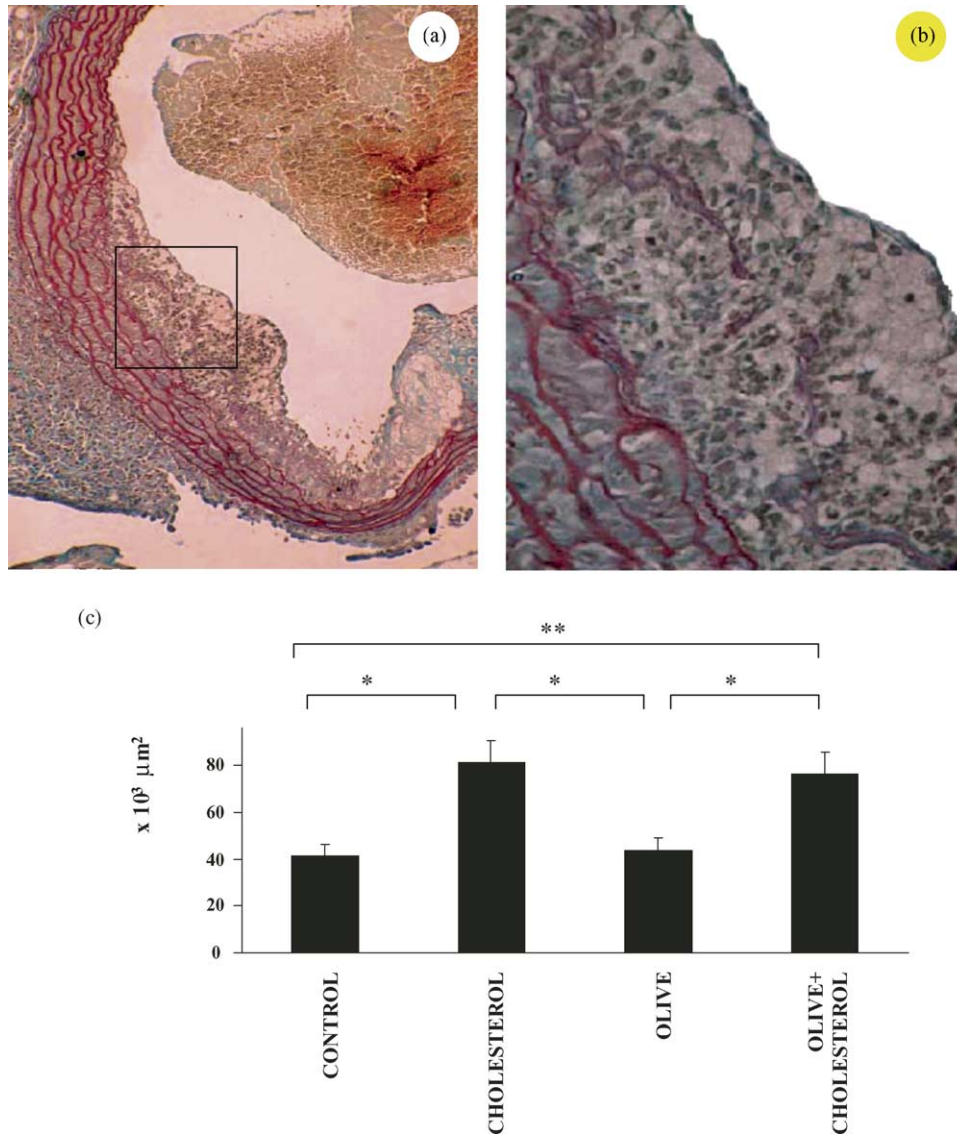 (a)
(b)
(c)
**
* * *
x 10³ μm²
80
60
40
20
0
CONTROL
CHOLESTEROL
OLIVE
OLIVE+
CHOLESTEROL